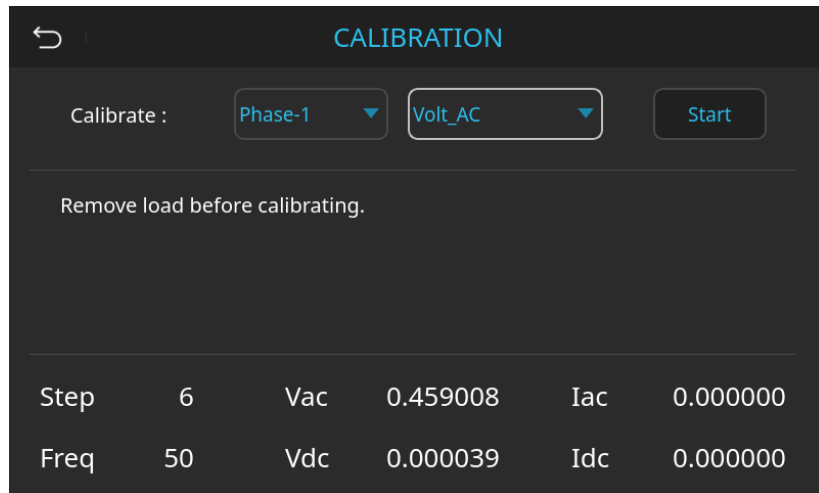 CALIBRATION
Calibrate : Phase-1 Volt_AC Start
Remove load before calibrating.
Step 6 Vac 0.459008 Iac 0.000000
Freq 50 Vdc 0.000039 Idc 0.000000